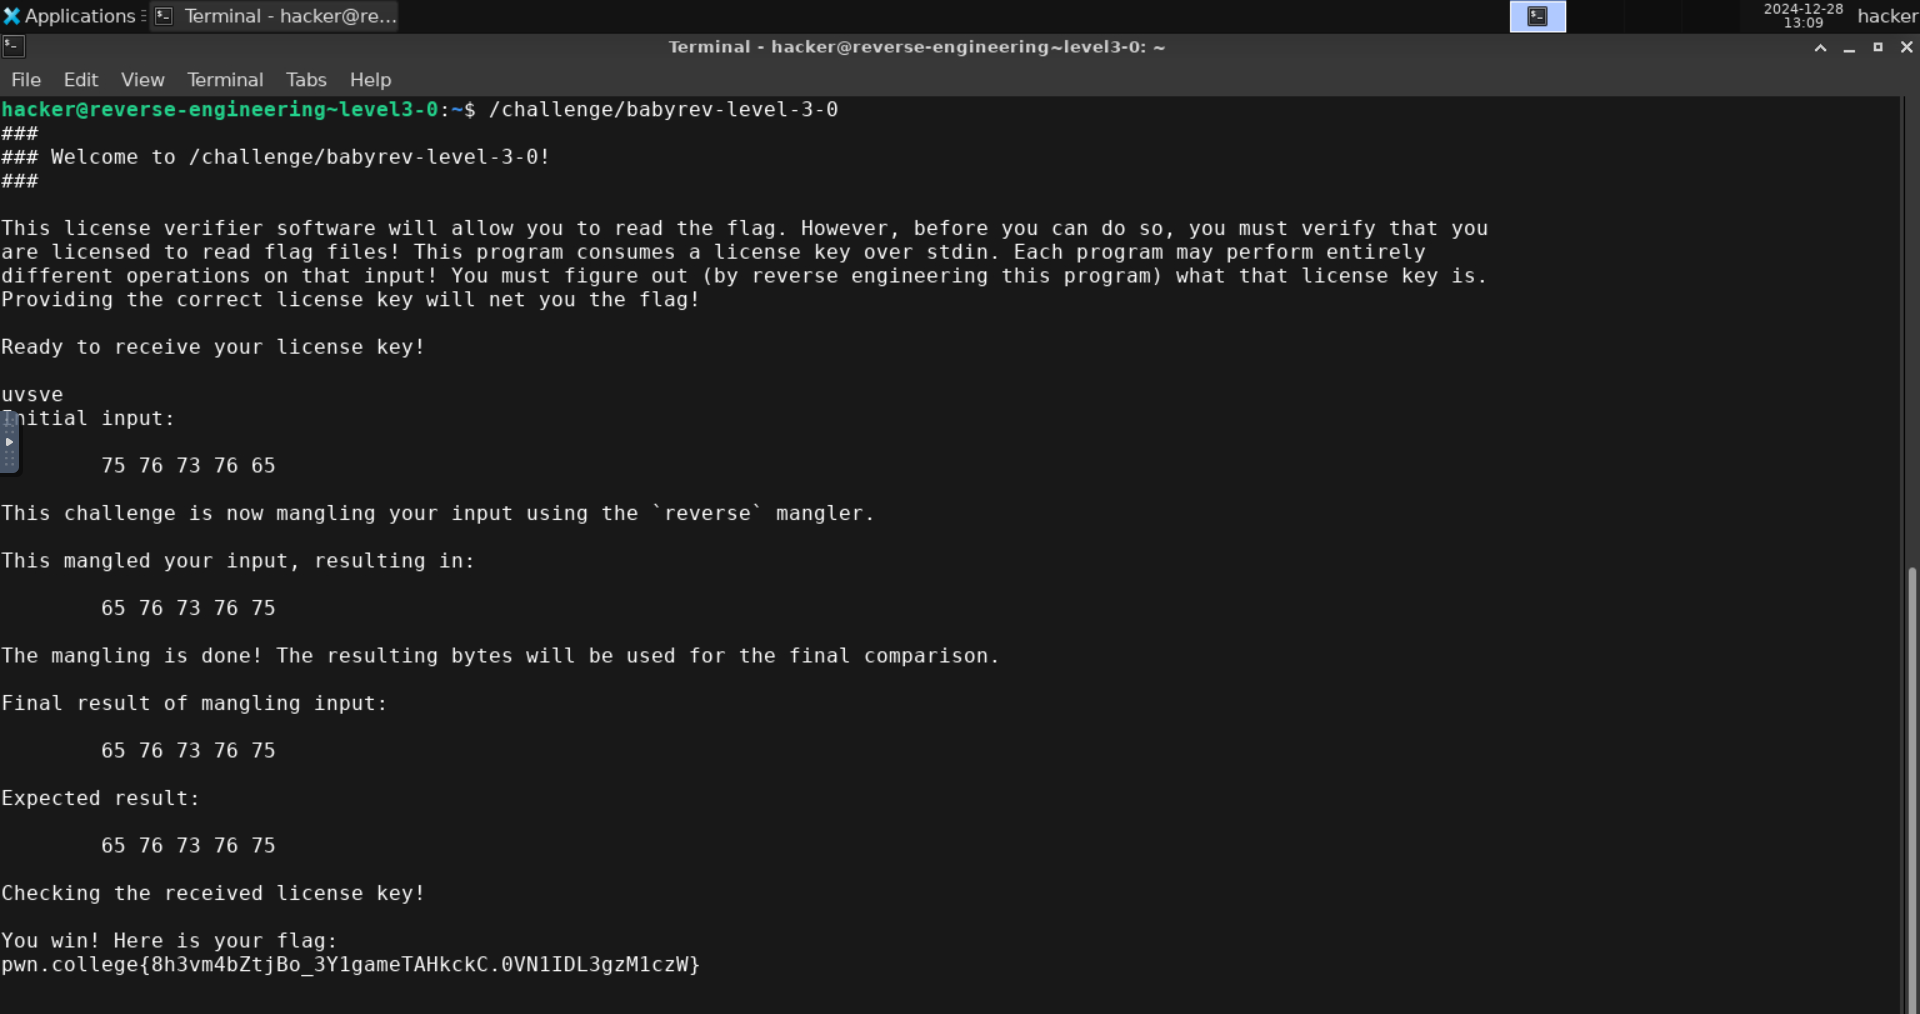 Applications
Terminal - hacker@re...
2024-12-28
13:09
hacker
Terminal - hacker@reverse-engineering~level3-0: ~
File Edit View Terminal Tabs Help
hacker@reverse-engineering~level3-0:~$ /challenge/babyrev-level-3-0
###
### Welcome to /challenge/babyrev-level-3-0!
###
This license verifier software will allow you to read the flag. However, before you can do so, you must verify that you
are licensed to read flag files! This program consumes a license key over stdin. Each program may perform entirely
different operations on that input! You must figure out (by reverse engineering this program) what that license key is.
Providing the correct license key will net you the flag!
Ready to receive your license key!
uvsve
Initial input:
75 76 73 76 65
This challenge is now mangling your input using the `reverse` mangler.
This mangled your input, resulting in:
65 76 73 76 75
The mangling is done! The resulting bytes will be used for the final comparison.
Final result of mangling input:
65 76 73 76 75
Expected result:
65 76 73 76 75
Checking the received license key!
You win! Here is your flag:
pwn.college{8h3vm4bZtjBo_3Y1gameTAHkckC.0VN1IDL3gzM1czW}